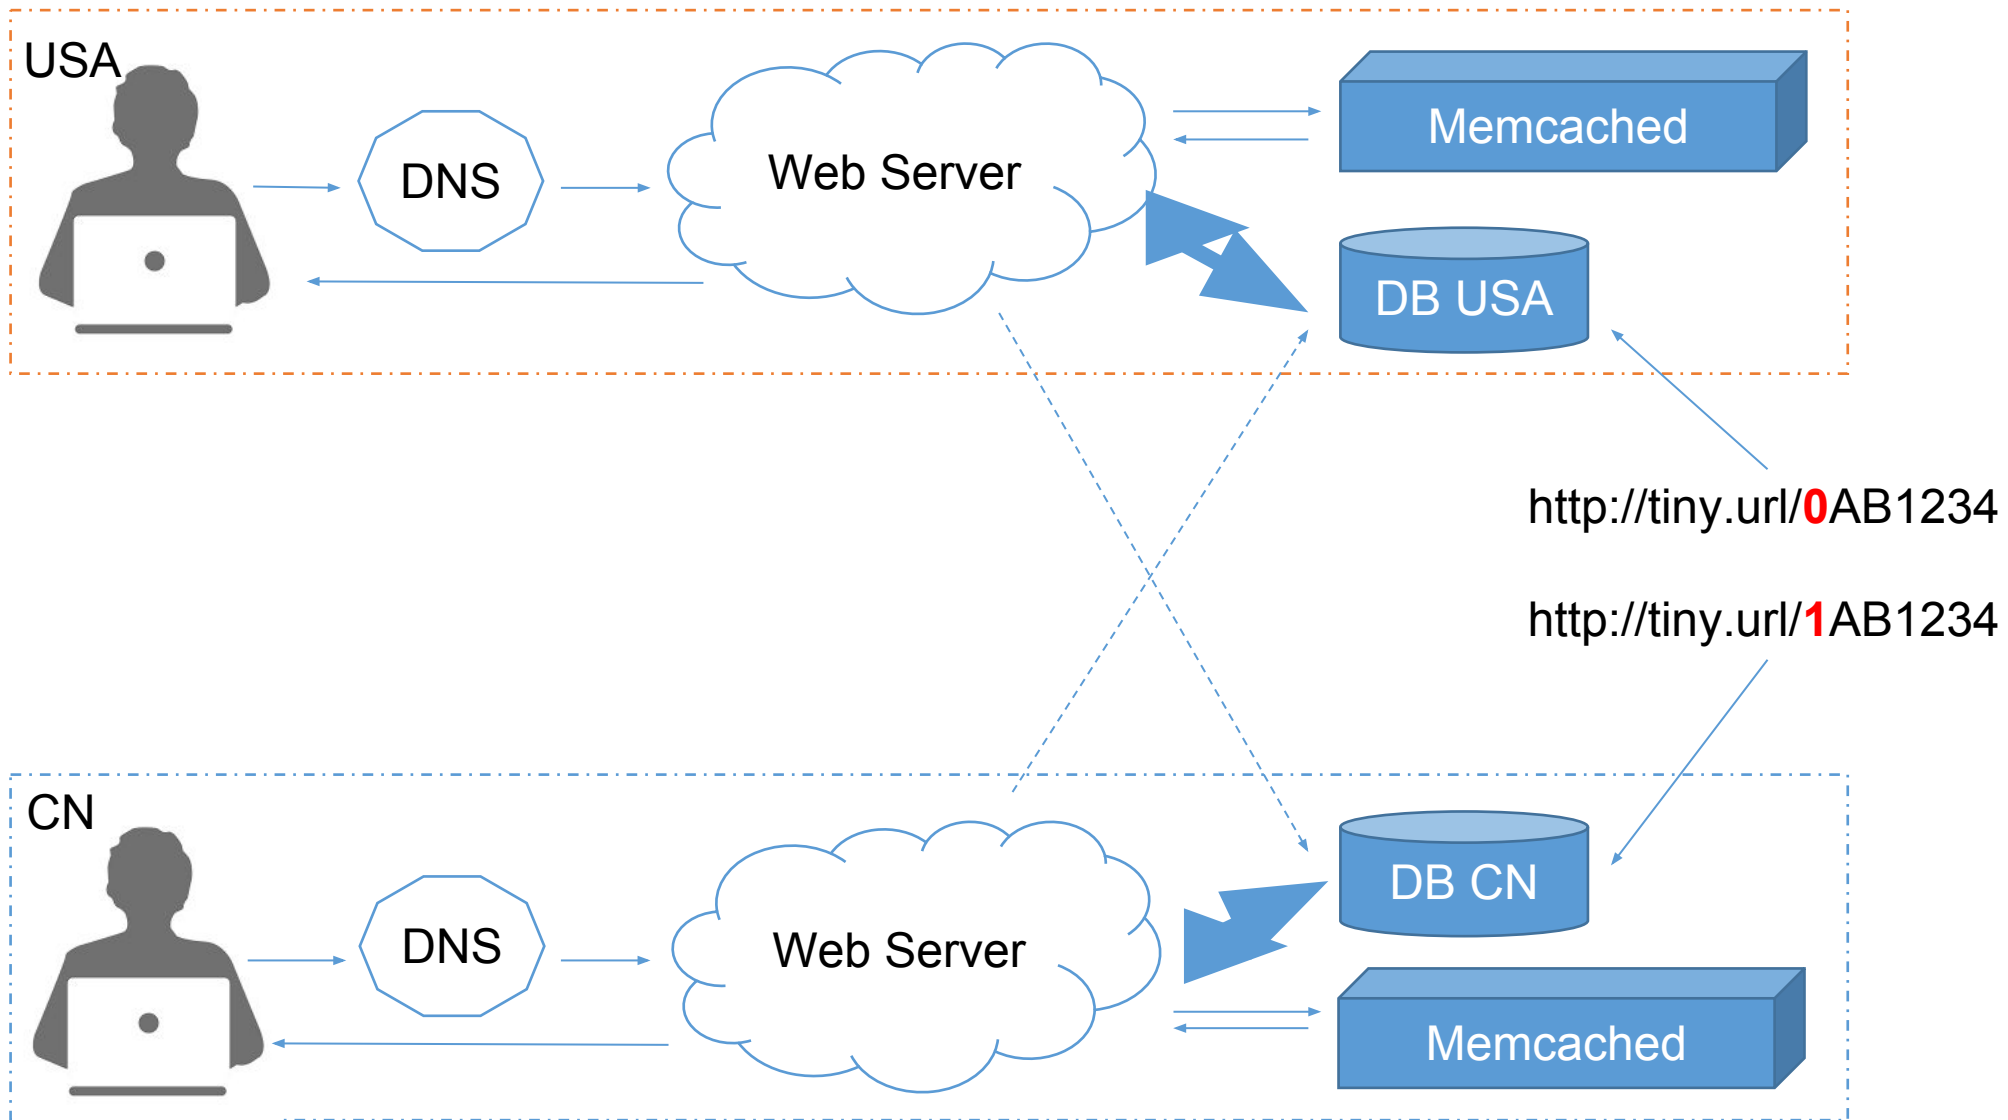 USA
DNS
Web Server
Memcached
DB USA
http://tiny.url/0AB1234
http://tiny.url/1AB1234
CN
DNS
Web Server
DB CN
Memcached